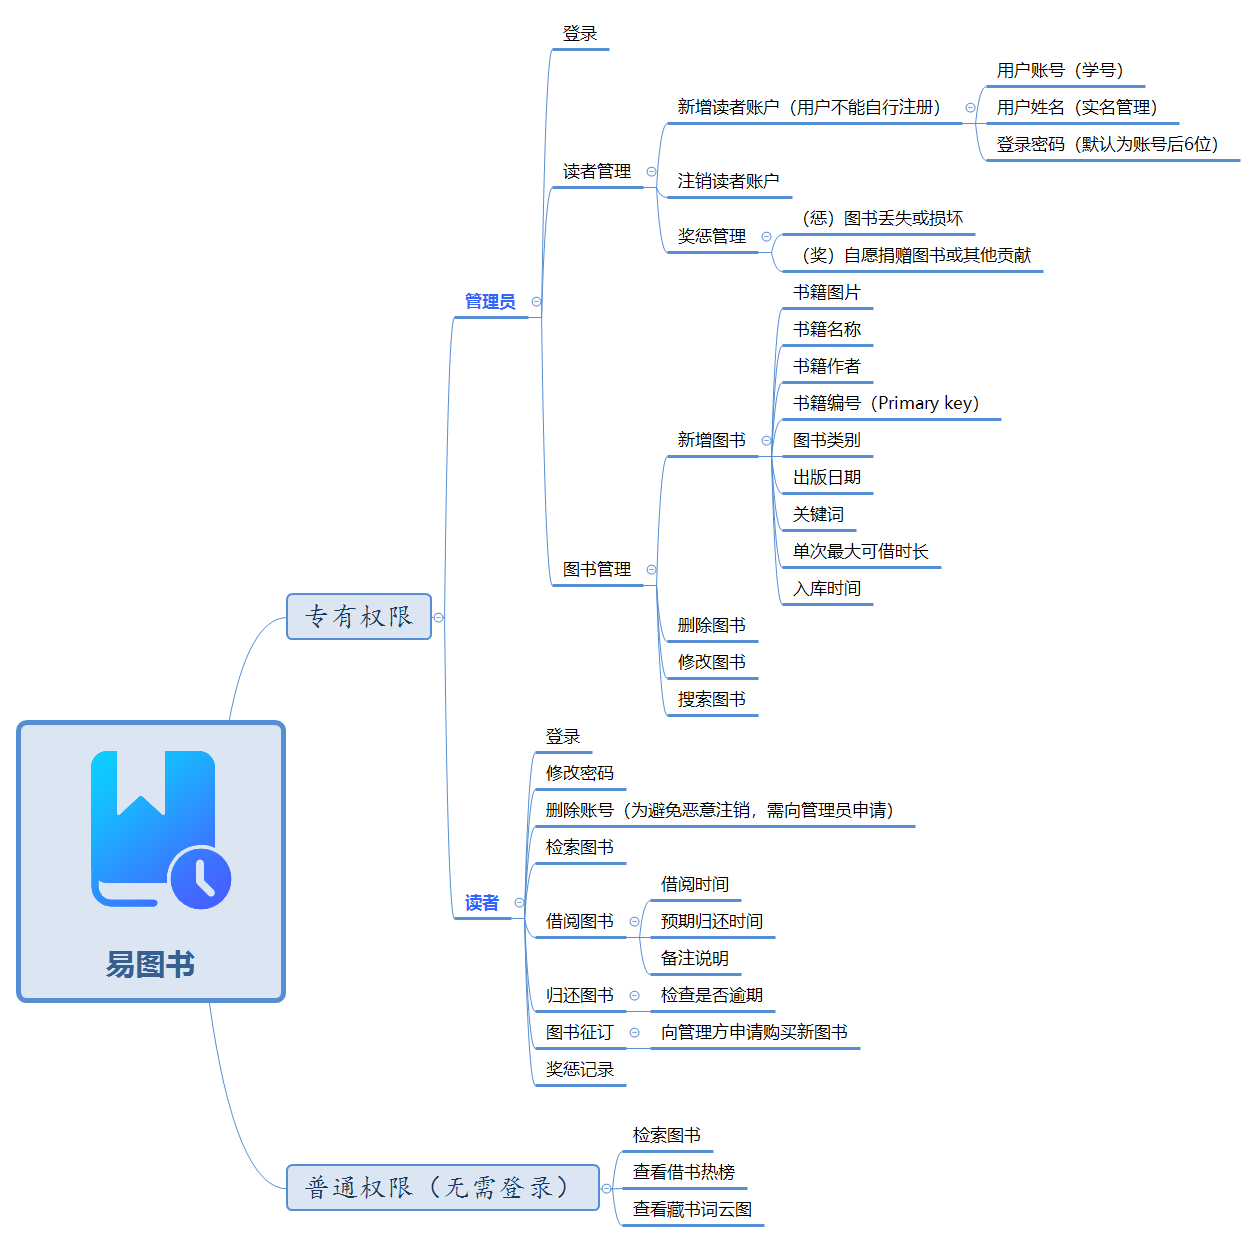 登录
用户账号（学号）
新增读者账户（用户不能自行注册）
用户姓名（实名管理）
登录密码（默认为账号后6位）
读者管理
注销读者账户
（惩）图书丢失或损坏
奖惩管理
（奖）自愿捐赠图书或其他贡献
管理员
书籍图片
书籍名称
书籍作者
书籍编号（Primary key）
新增图书
图书类别
出版日期
关键词
单次最大可借时长
图书管理
入库时间
专有权限
删除图书
修改图书
搜索图书
登录
修改密码
删除账号（为避免恶意注销，需向管理员申请）
检索图书
读者
借阅时间
借阅图书
预期归还时间
备注说明
易图书
归还图书
检查是否逾期
图书征订
向管理方申请购买新图书
奖惩记录
检索图书
普通权限（无需登录）
查看借书热榜
查看藏书词云图